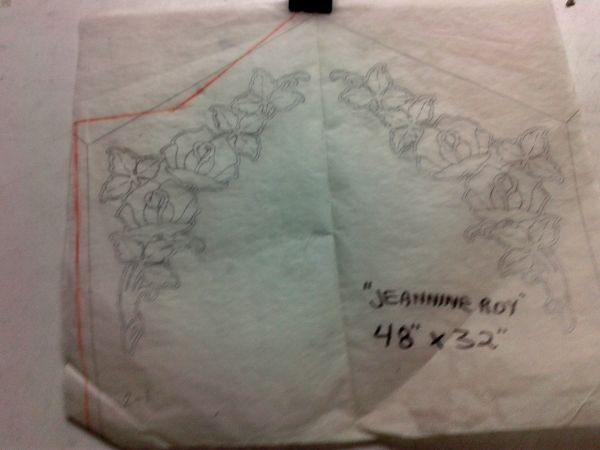 "JEANNINE ROY"
48" x 32"